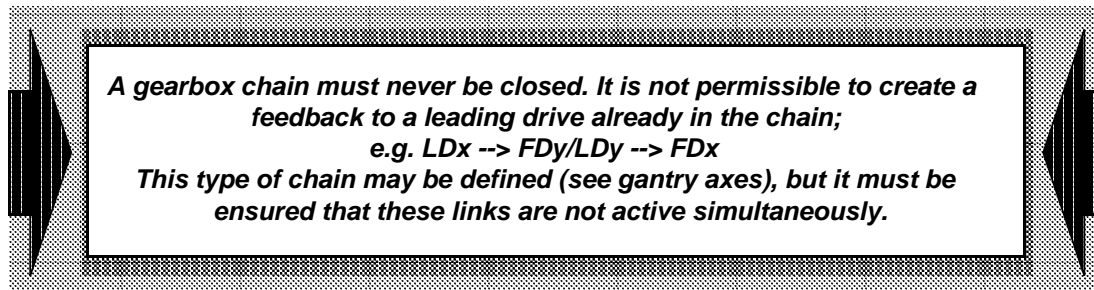 A gearbox chain must never be closed. It is not permissible to create a
feedback to a leading drive already in the chain;
e.g. LDx --> FDy/LDy --> FDx
This type of chain may be defined (see gantry axes), but it must be
ensured that these links are not active simultaneously.